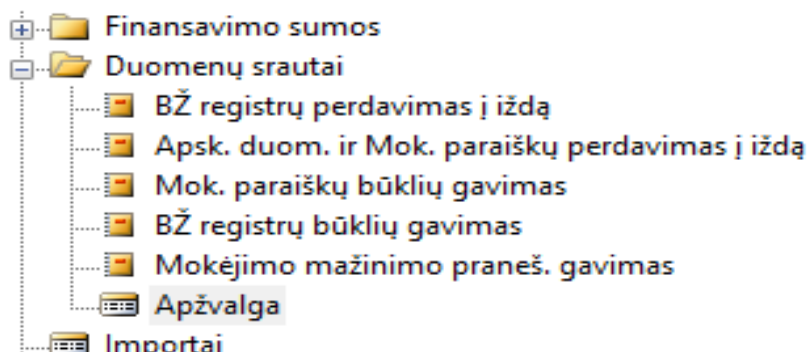 Finansavimo sumos
Duomenų srautai
BŽ registrų perdavimas į iždą
Apsk. duom. ir Mok. paraiškų perdavimas į iždą
Mok. paraiškų būklių gavimas
BŽ registrų būklių gavimas
Mokėjimo mažinimo praneš. gavimas
Apžvalga
Importai